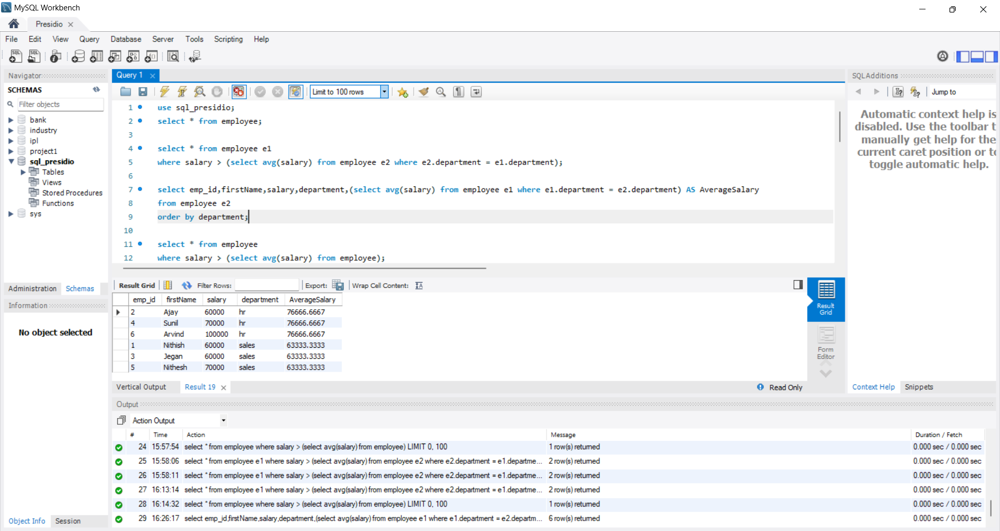 MySQL Workbench
Presidio
File Edit View Query Database Server Tools Scripting Help
Navigator
SCHEMAS
Filter objects
bank
industry
ipl
project1
sql_presidio
Tables
Views
Stored Procedures
Functions
sys
Administration Schemas
Information
No object selected
Object Info Session
Query 1
Limit to 100 rows
1 use sql_presidio;
2 select * from employee;
3
4 select * from employee e1
5 where salary > (select avg(salary) from employee e2 where e2.department = e1.department);
6
7 select emp_id,firstName,salary,department,(select avg(salary) from employee e1 where e1.department = e2.department) AS AverageSalary
8 from employee e2
9 order by department;
10
11 select * from employee
12 where salary > (select avg(salary) from employee);
Result Grid Filter Rows: Export: Wrap Cell Content:
emp_id firstName salary department AverageSalary
2 Ajay 60000 hr 76666.6667
4 Sunil 70000 hr 76666.6667
6 Arvind 100000 hr 76666.6667
1 Nithish 60000 sales 63333.3333
3 Jegan 60000 sales 63333.3333
5 Nithesh 70000 sales 63333.3333
Result
Grid
Form
Editor
Vertical Output Result 19 Read Only
SQLAdditions
Jump to
Automatic context help is
disabled. Use the toolbar t
manually get help for the
current caret position or to
toggle automatic help.
Context Help Snippets
Output
Action Output
# Time Action Message Duration / Fetch
24 15:57:54 select * from employee where salary > (select avg(salary) from employee) LIMIT 0, 100 1 row(s) returned 0.000 sec / 0.000 sec
25 15:58:06 select * from employee e1 where salary > (select avg(salary) from employee e2 where e2.department = e1.departme... 2 row(s) returned 0.000 sec / 0.000 sec
26 15:58:11 select * from employee e1 where salary > (select avg(salary) from employee e2 where e2.department = e1.departme... 2 row(s) returned 0.000 sec / 0.000 sec
27 16:13:14 select * from employee e1 where salary > (select avg(salary) from employee e2 where e2.department = e1.departme... 2 row(s) returned 0.000 sec / 0.000 sec
28 16:14:32 select * from employee where salary > (select avg(salary) from employee) LIMIT 0, 100 1 row(s) returned 0.000 sec / 0.000 sec
29 16:26:17 select emp_id,firstName,salary,department,(select avg(salary) from employee e1 where e1.department = e2.departm... 6 row(s) returned 0.000 sec / 0.000 sec